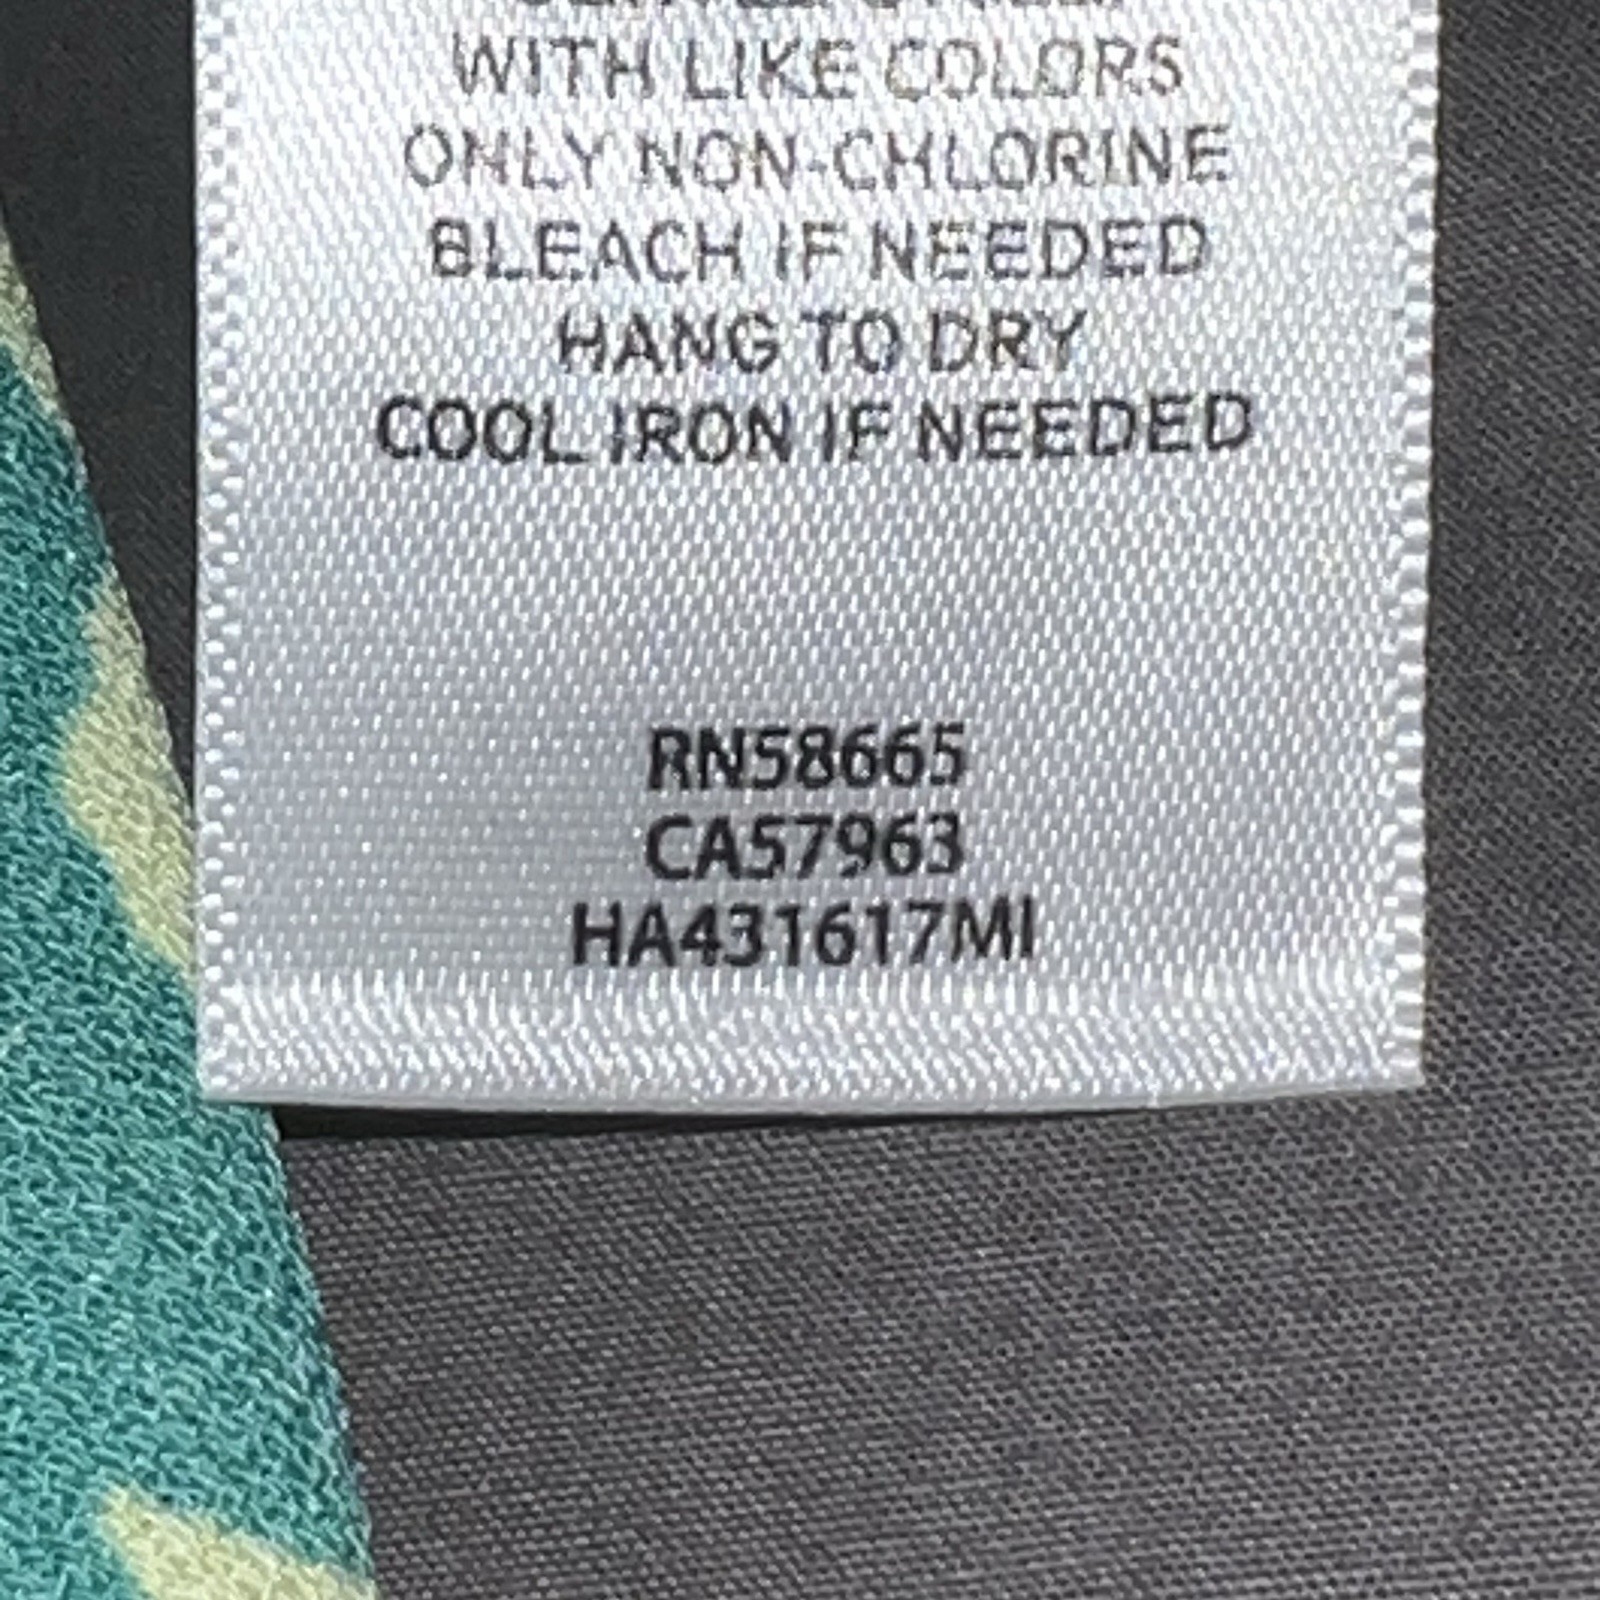 WITH LIKE COLORS
ONLY NON-CHLORINE
BLEACH IF NEEDED
HANG TO DRY
COOL IRON IF NEEDED
RN58665
CA57963
HA431617MI